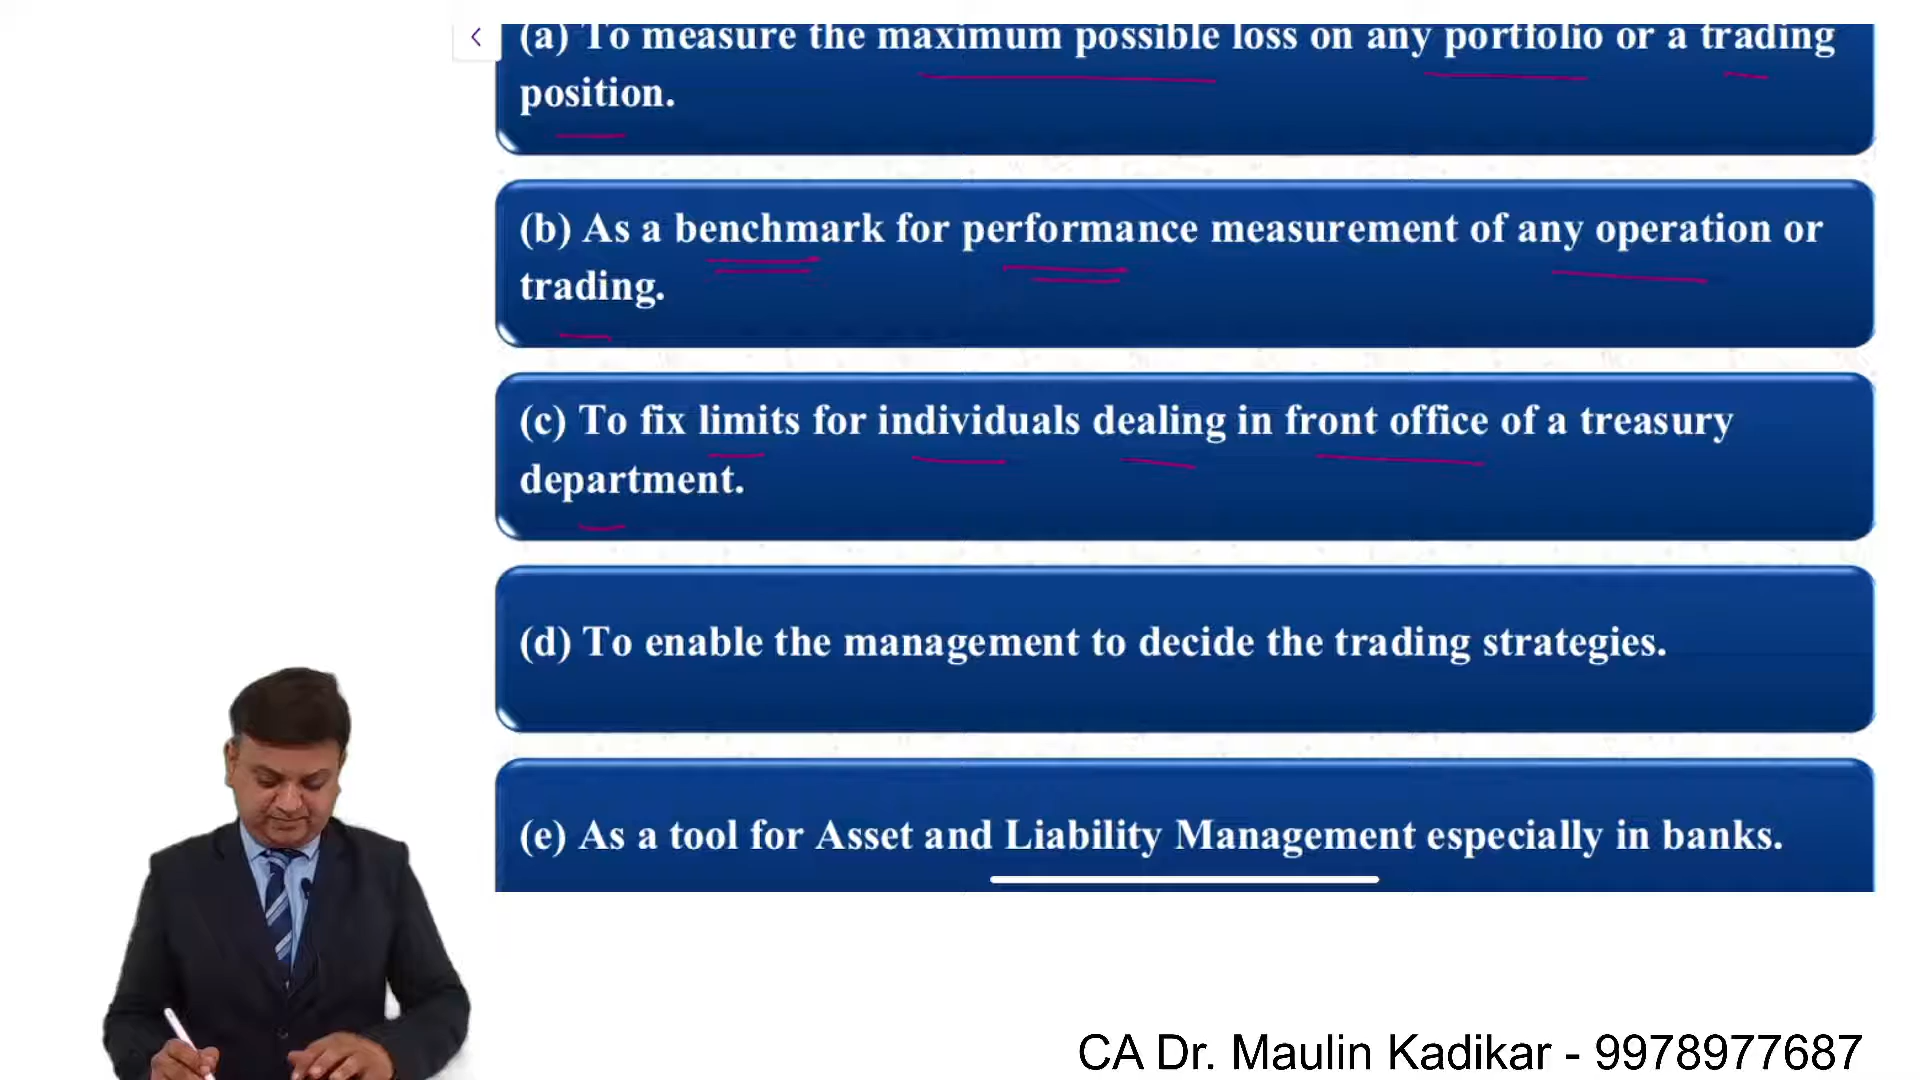 (a) To measure the maximum possible loss on any portfolio or a trading
position.
(b) As a benchmark for performance measurement of any operation or
trading.
(c) To fix limits for individuals dealing in front office of a treasury
department.
(d) To enable the management to decide the trading strategies.
(e) As a tool for Asset and Liability Management especially in banks.
CA Dr. Maulin Kadikar - 9978977687